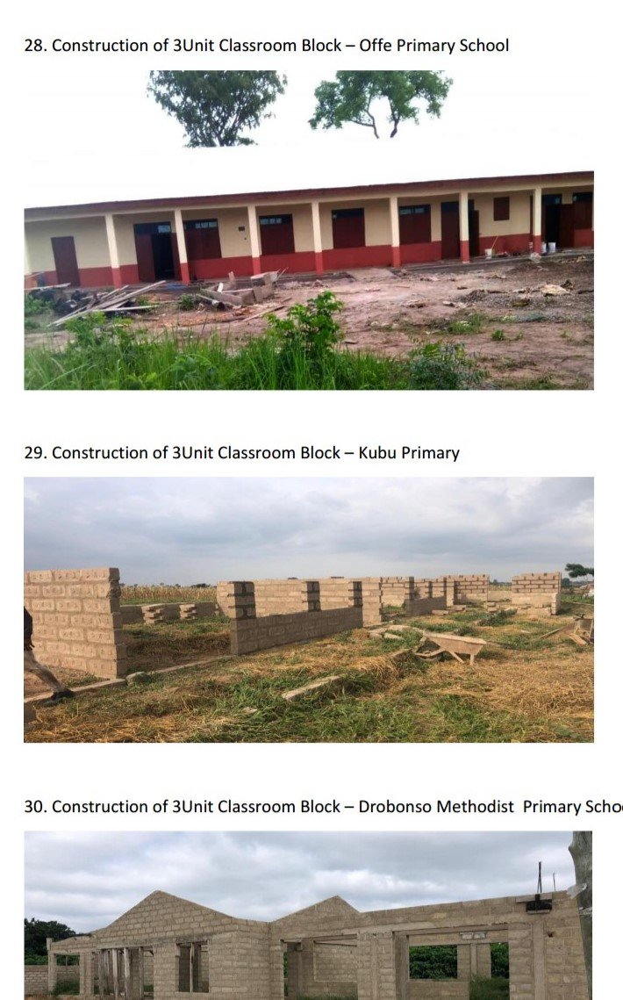 28. Construction of 3Unit Classroom Block – Offe Primary School
29. Construction of 3Unit Classroom Block – Kubu Primary
30. Construction of 3Unit Classroom Block – Drobonso Methodist Primary Scho